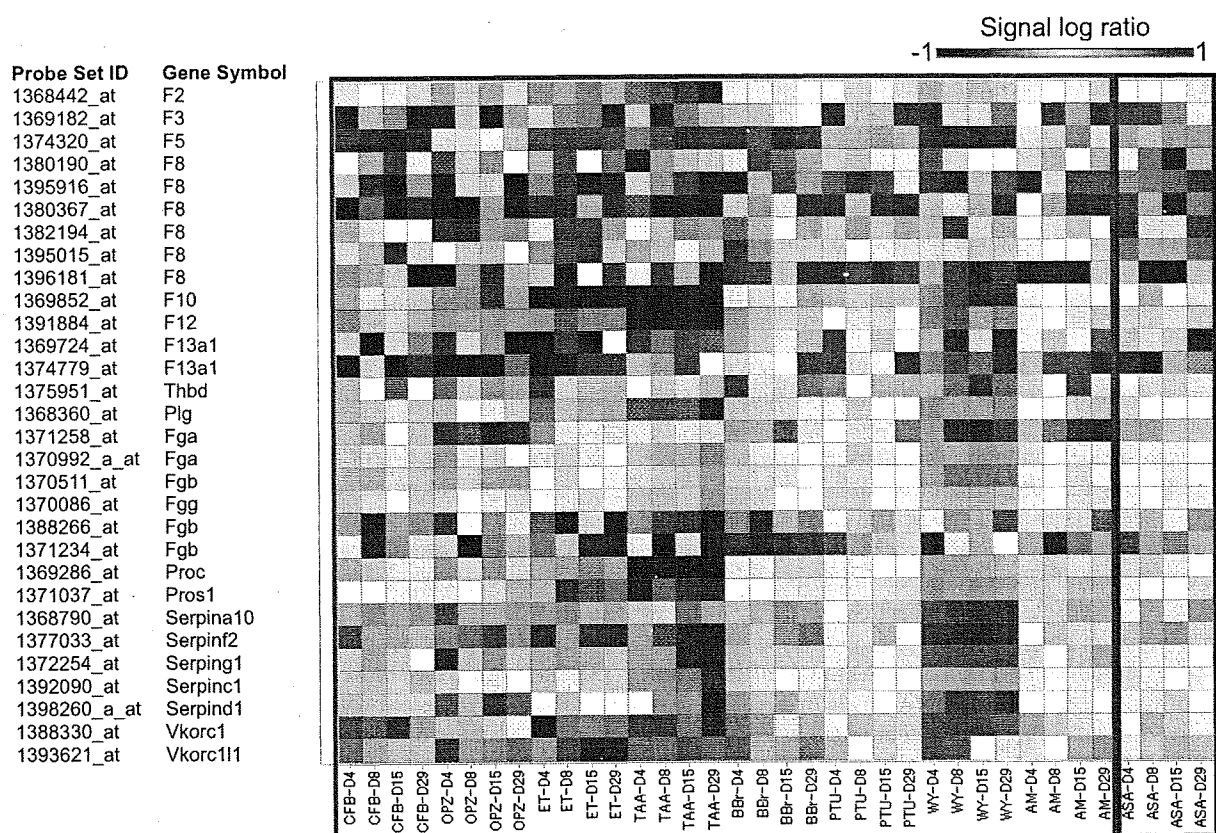 Signal log ratio
-1 1
Probe Set ID Gene Symbol
1368442_at F2
1369182_at F3
1374320_at F5
1380190_at F8
1395916_at F8
1380367_at F8
1382194_at F8
1395015_at F8
1396181_at F8
1369852_at F10
1391884_at F12
1369724_at F13a1
1374779_at F13a1
1375951_at Thbd
1368360_at Plg
1371258_at Fga
1370992_a_at Fga
1370511_at Fgb
1370086_at Fgg
1388266_at Fgb
1371234_at Fgb
1369286_at Proc
1371037_at Pros1
1368790_at Serpina10
1377033_at Serpinf2
1372254_at Serping1
1392090_at Serpinc1
1398260_a_at Serpind1
1388330_at Vkorc1
1393621_at Vkorc1l1
CFB-D4
CFB-D8
CFB-D15
CFB-D29
OPZ-D4
OPZ-D8
OPZ-D15
OPZ-D29
ET-D4
ET-D8
ET-D15
ET-D29
TAA-D4
TAA-D8
TAA-D15
TAA-D29
BBr-D4
BBr-D8
BBr-D15
BBr-D29
PTU-D4
PTU-D8
PTU-D15
PTU-D29
WY-D4
WY-D8
WY-D15
WY-D29
AM-D4
AM-D8
AM-D15
AM-D29
ASA-D4
ASA-D8
ASA-D15
ASA-D29